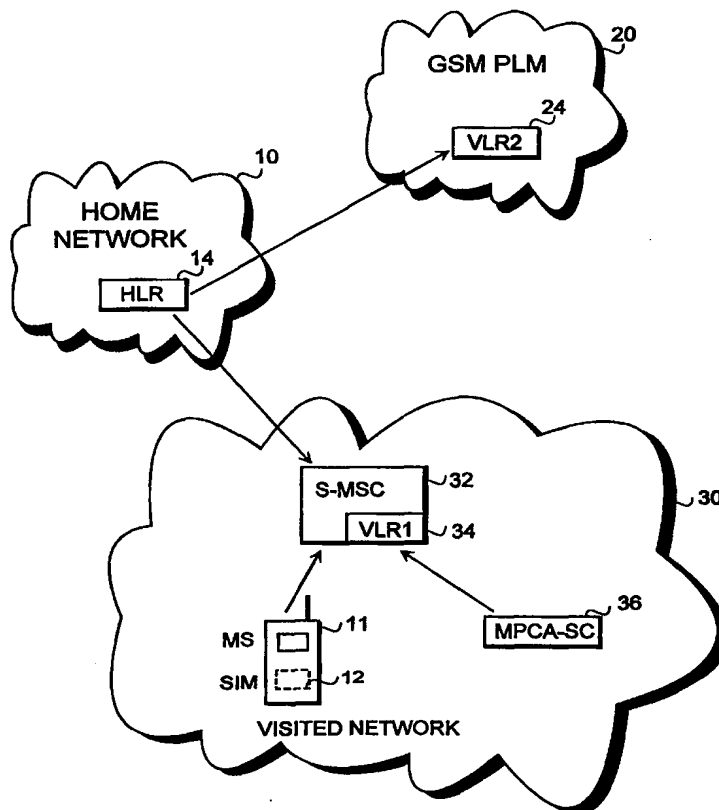 20
GSM PLM
24
VLR2
10
HOME
NETWORK
14
HLR
S-MSC
32
30
VLR1
34
36
MPCA-SC
11
MS
SIM
12
VISITED NETWORK